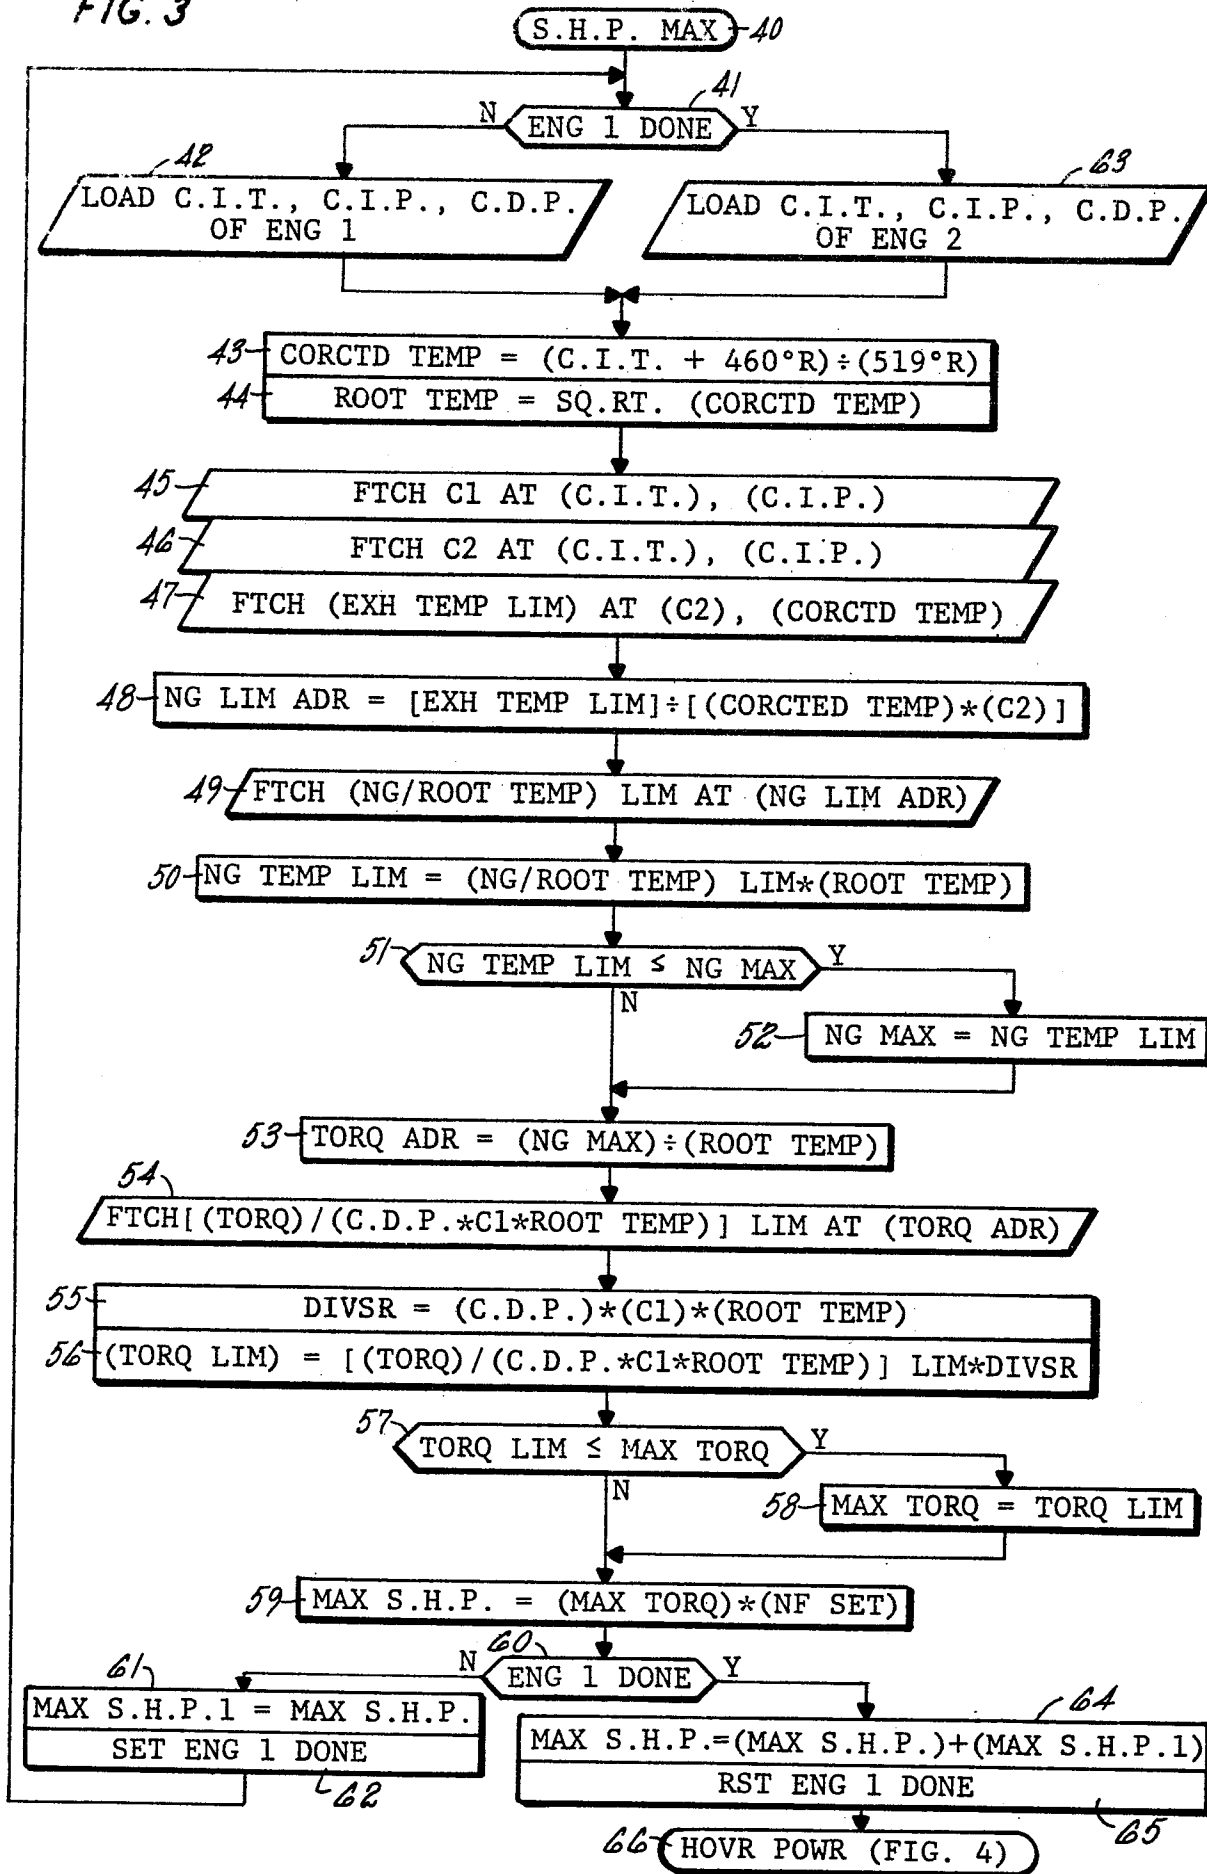 FIG. 3
S.H.P. MAX 40
41
N ENG 1 DONE Y
42
LOAD C.I.T., C.I.P., C.D.P.
OF ENG 1
63
LOAD C.I.T., C.I.P., C.D.P.
OF ENG 2
43 CORCTD TEMP = (C.I.T. + 460°R)÷(519°R)
44 ROOT TEMP = SQ.RT. (CORCTD TEMP)
45 FTCH C1 AT (C.I.T.), (C.I.P.)
46 FTCH C2 AT (C.I.T.), (C.I.P.)
47 FTCH (EXH TEMP LIM) AT (C2), (CORCTD TEMP)
48 NG LIM ADR = [EXH TEMP LIM]÷[(CORCTED TEMP)*(C2)]
49 FTCH (NG/ROOT TEMP) LIM AT (NG LIM ADR)
50 NG TEMP LIM = (NG/ROOT TEMP) LIM*(ROOT TEMP)
51 NG TEMP LIM ≤ NG MAX Y
N
52 NG MAX = NG TEMP LIM
53 TORQ ADR = (NG MAX)÷(ROOT TEMP)
54
FTCH[(TORQ)/(C.D.P.*C1*ROOT TEMP)] LIM AT (TORQ ADR)
55 DIVSR = (C.D.P.)*(C1)*(ROOT TEMP)
56 (TORQ LIM) = [(TORQ)/(C.D.P.*C1*ROOT TEMP)] LIM*DIVSR
57 TORQ LIM ≤ MAX TORQ Y
N
58 MAX TORQ = TORQ LIM
59 MAX S.H.P. = (MAX TORQ)*(NF SET)
60
N ENG 1 DONE Y
61
MAX S.H.P.1 = MAX S.H.P.
SET ENG 1 DONE
62
64
MAX S.H.P.=(MAX S.H.P.)+(MAX S.H.P.1)
RST ENG 1 DONE
65
66 HOVR POWR (FIG. 4)